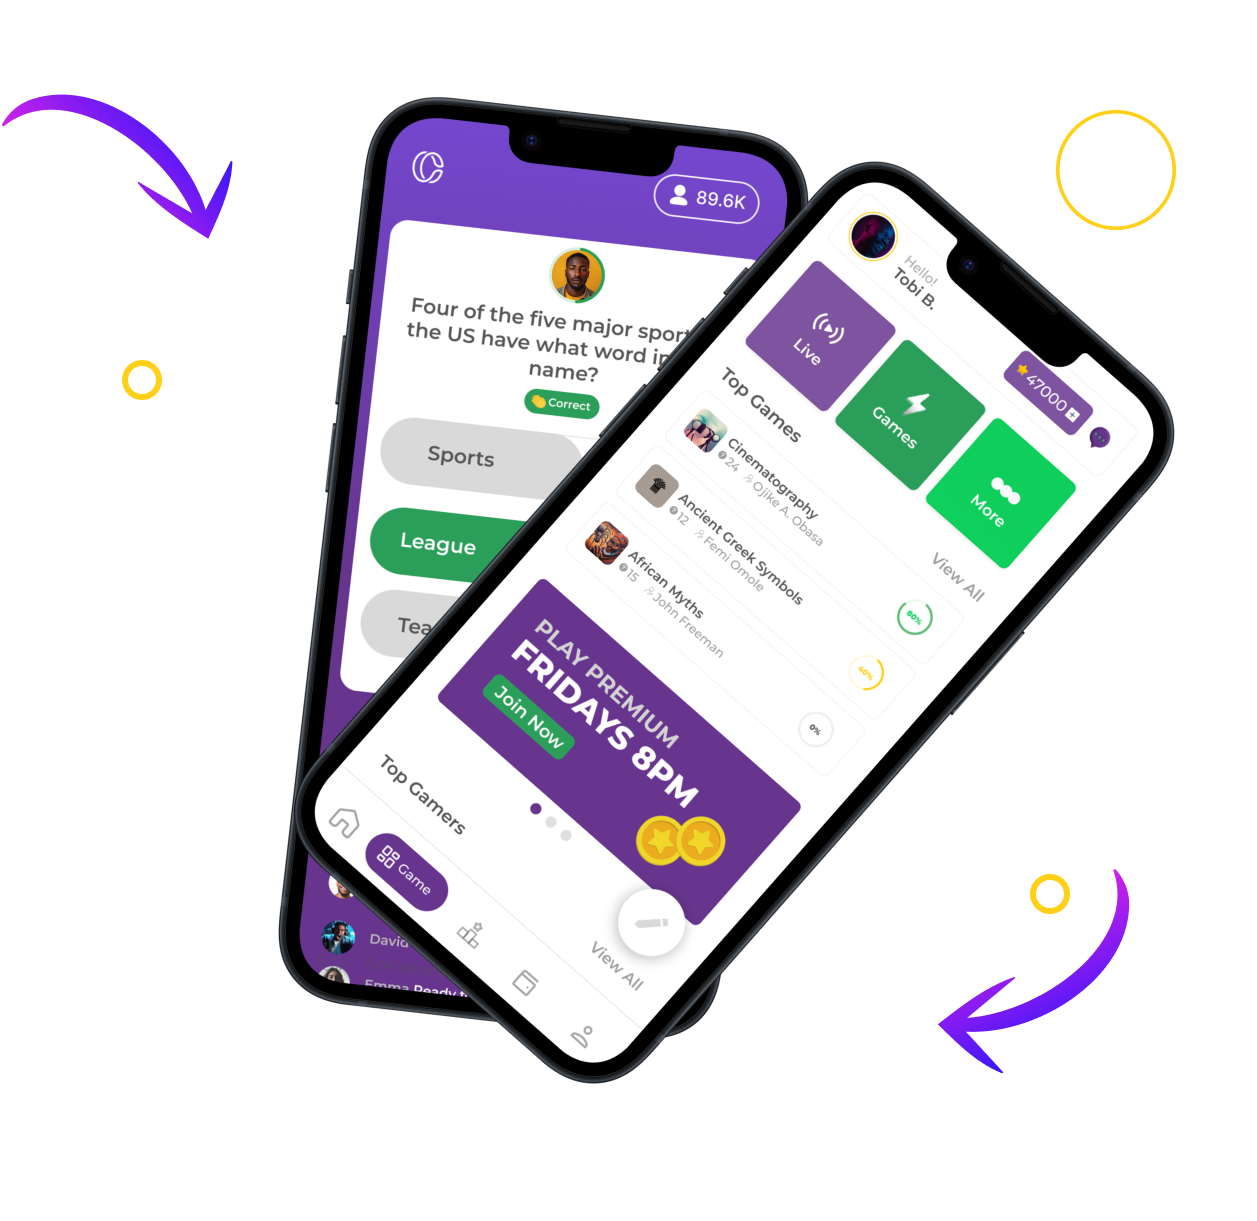 89.6K
Four of the five major sport
the US have what word in
name?
Correct
Sports
League
Tea
David
Emma Ready t
Hello!
Tobi B.
47000
Live
Games
More
Top Games
View All
Cinematography
24 Ojike A. Obasa
80%
Ancient Greek Symbols
12 Femi Omole
40%
African Myths
15 John Freeman
0%
PLAY PREMIUM
FRIDAYS 8PM
Join Now
Top Gamers
View All
Game